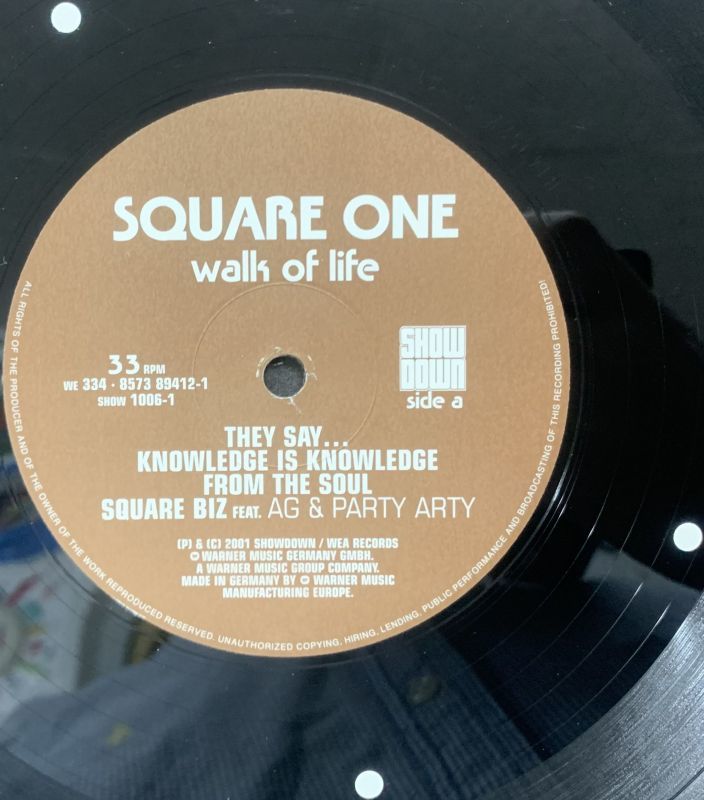 SQUARE ONE
walk of life
33 RPM
WE 334 · 8573 89412-1
SHOW 1006-1
SHOW
DOWN
side a
THEY SAY...
KNOWLEDGE IS KNOWLEDGE
FROM THE SOUL
SQUARE BIZ FEAT. AG & PARTY ARTY
(P) & (C) 2001 SHOWDOWN / WEA RECORDS
WARNER MUSIC GERMANY GMBH.
A WARNER MUSIC GROUP COMPANY.
MADE IN GERMANY BY WARNER MUSIC
MANUFACTURING EUROPE.
ALL RIGHTS OF THE PRODUCER AND OF THE OWNER OF THE WORK REPRODUCED RESERVED. UNAUTHORIZED COPYING, HIRING, LENDING, PUBLIC PERFORMANCE AND BROADCASTING OF THIS RECORDING PROHIBITED!